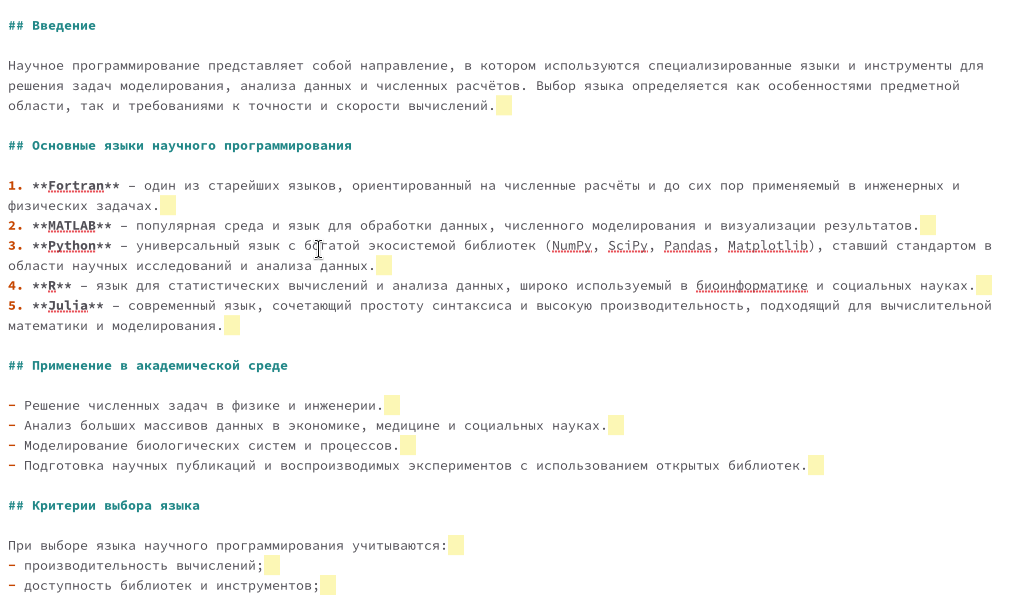 ## Введение
Научное программирование представляет собой направление, в котором используются специализированные языки и инструменты для
решения задач моделирования, анализа данных и численных расчётов. Выбор языка определяется как особенностями предметной
области, так и требованиями к точности и скорости вычислений.
## Основные языки научного программирования
1. **Fortran** – один из старейших языков, ориентированный на численные расчёты и до сих пор применяемый в инженерных и
физических задачах.
2. **MATLAB** – популярная среда и язык для обработки данных, численного моделирования и визуализации результатов.
3. **Python** – универсальный язык с богатой экосистемой библиотек (NumPy, SciPy, Pandas, Matplotlib), ставший стандартом в
области научных исследований и анализа данных.
4. **R** – язык для статистических вычислений и анализа данных, широко используемый в биоинформатике и социальных науках.
5. **Julia** – современный язык, сочетающий простоту синтаксиса и высокую производительность, подходящий для вычислительной
математики и моделирования.
## Применение в академической среде
- Решение численных задач в физике и инженерии.
- Анализ больших массивов данных в экономике, медицине и социальных науках.
- Моделирование биологических систем и процессов.
- Подготовка научных публикаций и воспроизводимых экспериментов с использованием открытых библиотек.
## Критерии выбора языка
При выборе языка научного программирования учитываются:
- производительность вычислений;
- доступность библиотек и инструментов;